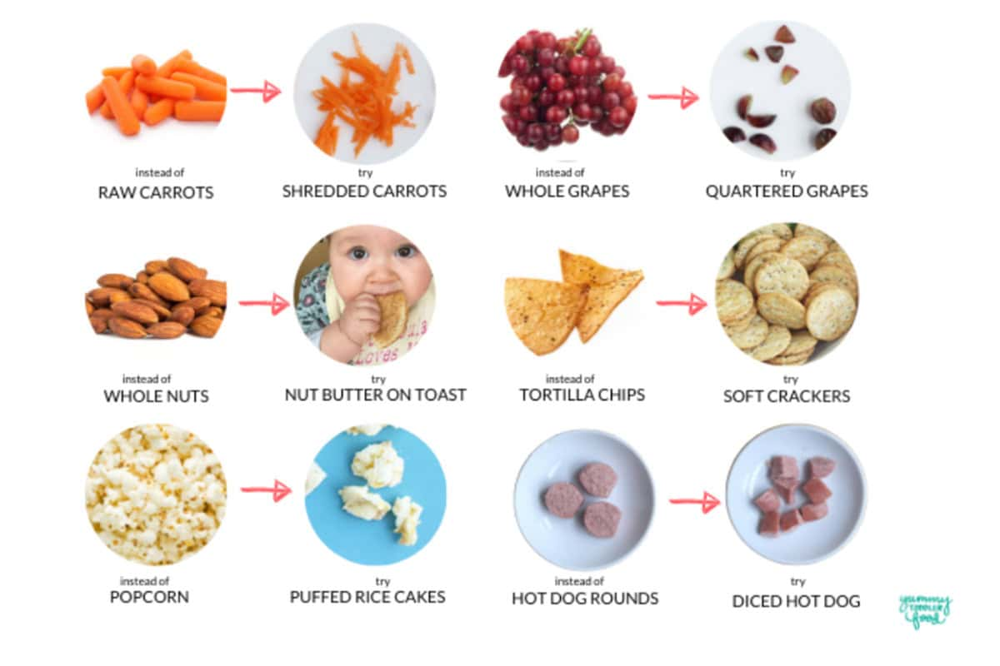 instead of
RAW CARROTS
try
SHREDDED CARROTS
instead of
WHOLE GRAPES
try
QUARTERED GRAPES
instead of
WHOLE NUTS
try
NUT BUTTER ON TOAST
Loves
instead of
TORTILLA CHIPS
try
SOFT CRACKERS
instead of
POPCORN
try
PUFFED RICE CAKES
instead of
HOT DOG ROUNDS
try
DICED HOT DOG
yummy
TODDLER
food